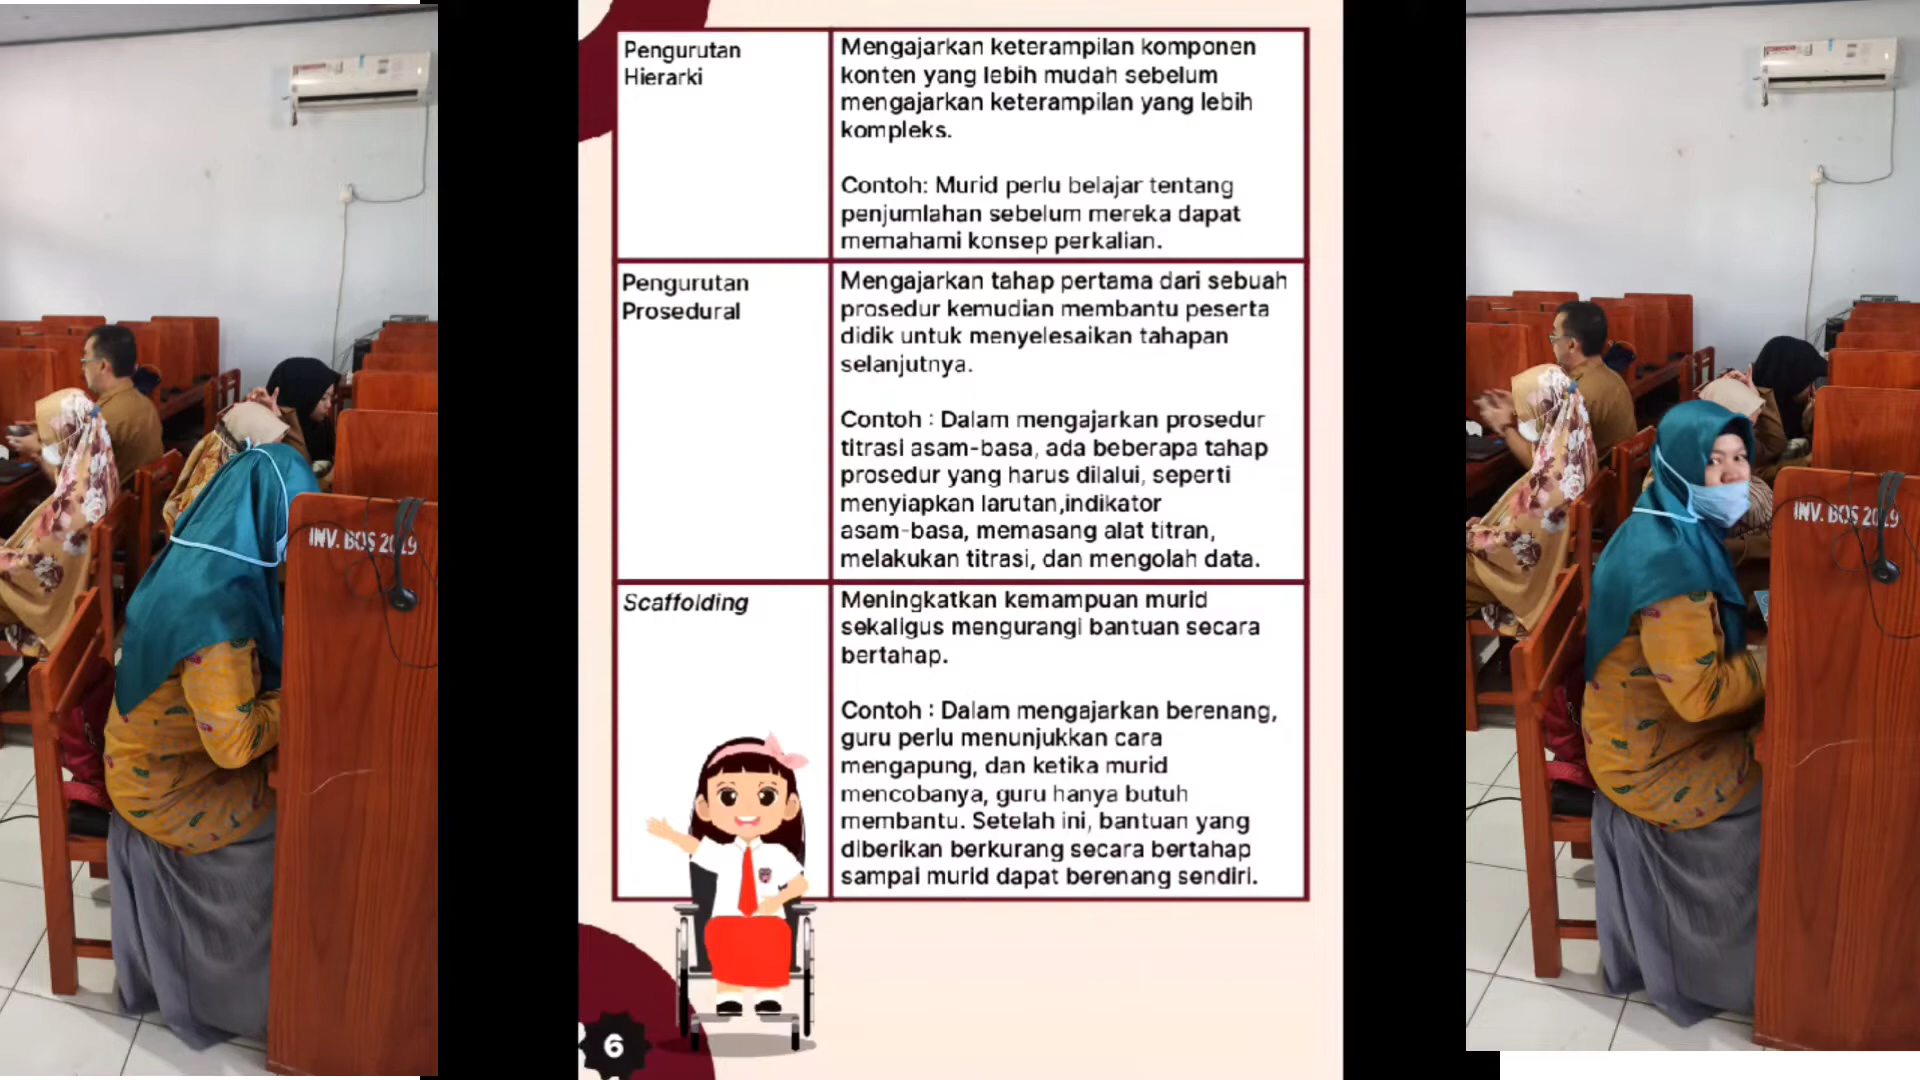 Pengurutan
Hierarki
Mengajarkan keterampilan komponen
konten yang lebih mudah sebelum
mengajarkan keterampilan yang lebih
kompleks.
Contoh: Murid perlu belajar tentang
penjumlahan sebelum mereka dapat
memahami konsep perkalian.
Pengurutan
Prosedural
Mengajarkan tahap pertama dari sebuah
prosedur kemudian membantu peserta
didik untuk menyelesaikan tahapan
selanjutnya.
Contoh : Dalam mengajarkan prosedur
titrasi asam-basa, ada beberapa tahap
prosedur yang harus dilalui, seperti
menyiapkan larutan,indikator
asam-basa, memasang alat titran,
melakukan titrasi, dan mengolah data.
Scaffolding
Meningkatkan kemampuan murid
sekaligus mengurangi bantuan secara
bertahap.
Contoh : Dalam mengajarkan berenang,
guru perlu menunjukkan cara
mengapung, dan ketika murid
mencobanya, guru hanya butuh
membantu. Setelah ini, bantuan yang
diberikan berkurang secara bertahap
sampai murid dapat berenang sendiri.
6
INV. BOS 2019
INV. BOS 2019